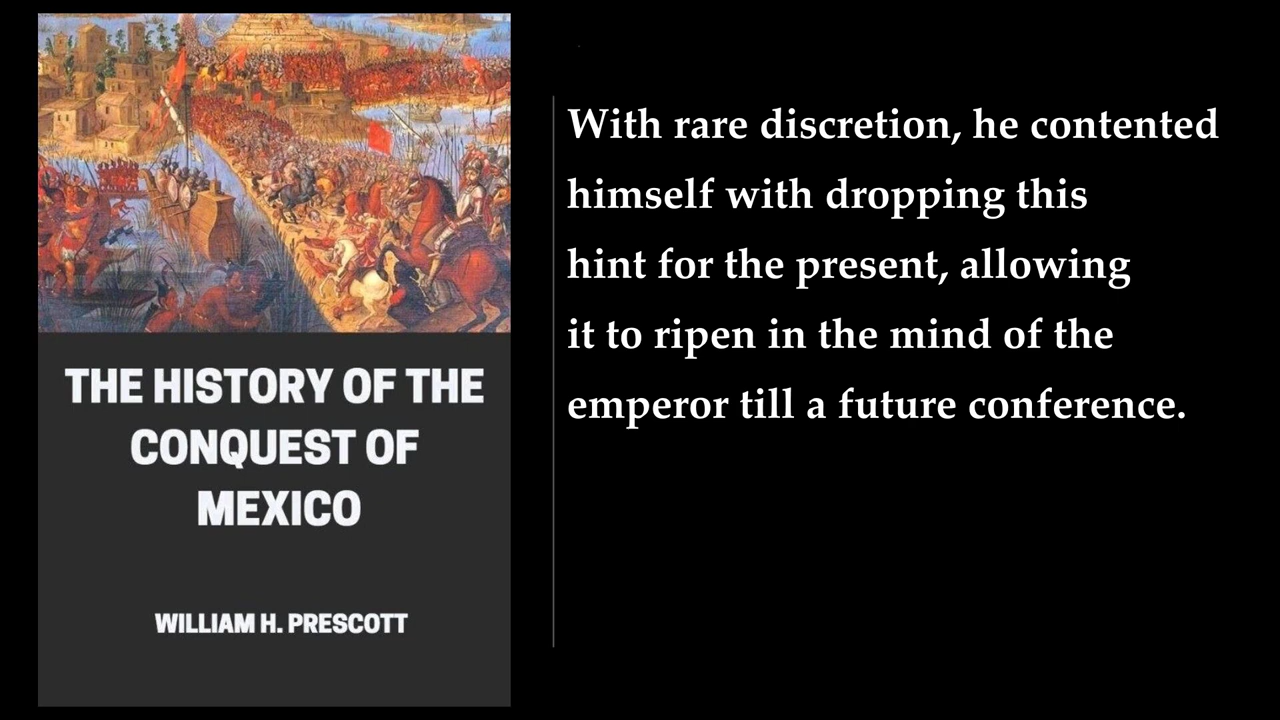 THE HISTORY OF THE
CONQUEST OF
MEXICO
WILLIAM H. PRESCOTT
With rare discretion, he contented
himself with dropping this
hint for the present, allowing
it to ripen in the mind of the
emperor till a future conference.